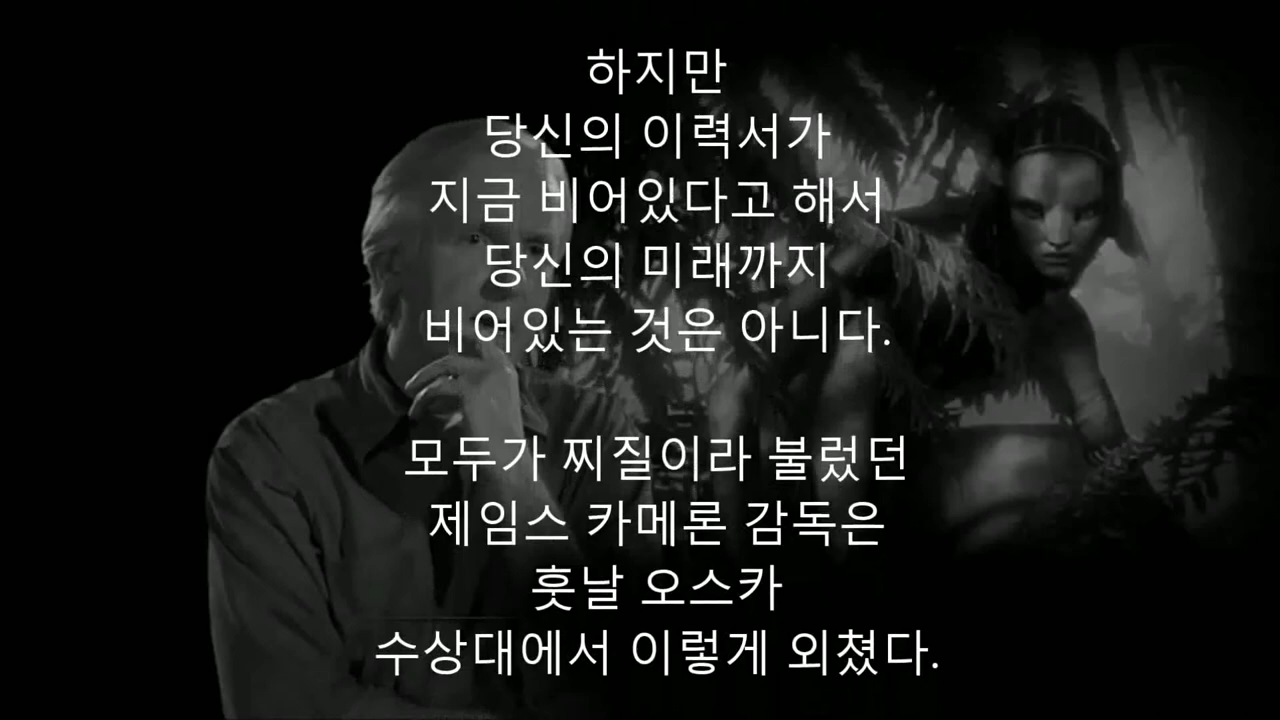 하지만
당신의 이력서가
지금 비어있다고 해서
당신의 미래까지
비어있는 것은 아니다.
모두가 찌질이라 불렀던
제임스 카메론 감독은
훗날 오스카
수상대에서 이렇게 외쳤다.